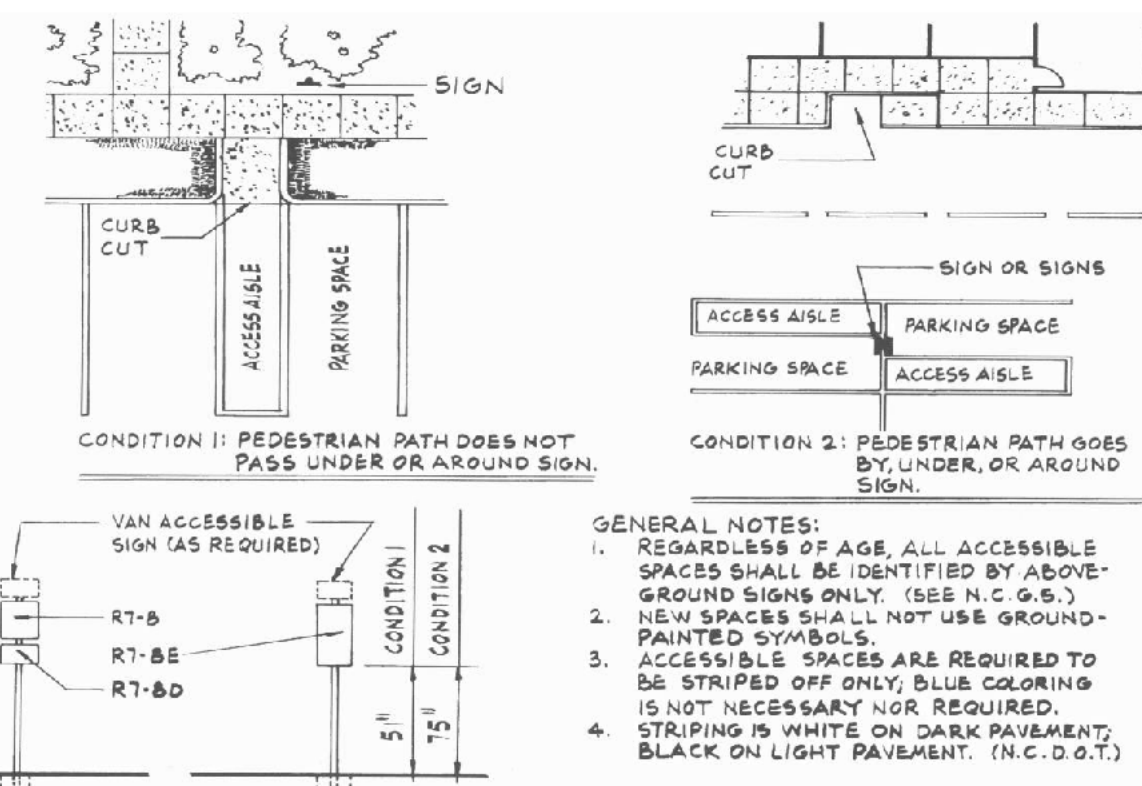 SIGN
CURB
CUT
ACCESS AISLE
PARKING SPACE
CONDITION 1: PEDESTRIAN PATH DOES NOT
PASS UNDER OR AROUND SIGN.
CURB
CUT
SIGN OR SIGNS
ACCESS AISLE
PARKING SPACE
PARKING SPACE
ACCESS AISLE
CONDITION 2: PEDESTRIAN PATH GOES
BY, UNDER, OR AROUND
SIGN.
VAN ACCESSIBLE
SIGN (AS REQUIRED)
R7-8
R7-8E
R7-8D
CONDITION 1
CONDITION 2
51"
75"
GENERAL NOTES:
1. REGARDLESS OF AGE, ALL ACCESSIBLE
SPACES SHALL BE IDENTIFIED BY ABOVE-
GROUND SIGNS ONLY. (SEE N.C.G.S.)
2. NEW SPACES SHALL NOT USE GROUND-
PAINTED SYMBOLS.
3. ACCESSIBLE SPACES ARE REQUIRED TO
BE STRIPED OFF ONLY; BLUE COLORING
IS NOT NECESSARY NOR REQUIRED.
4. STRIPING IS WHITE ON DARK PAVEMENT;
BLACK ON LIGHT PAVEMENT. (N.C.D.O.T.)